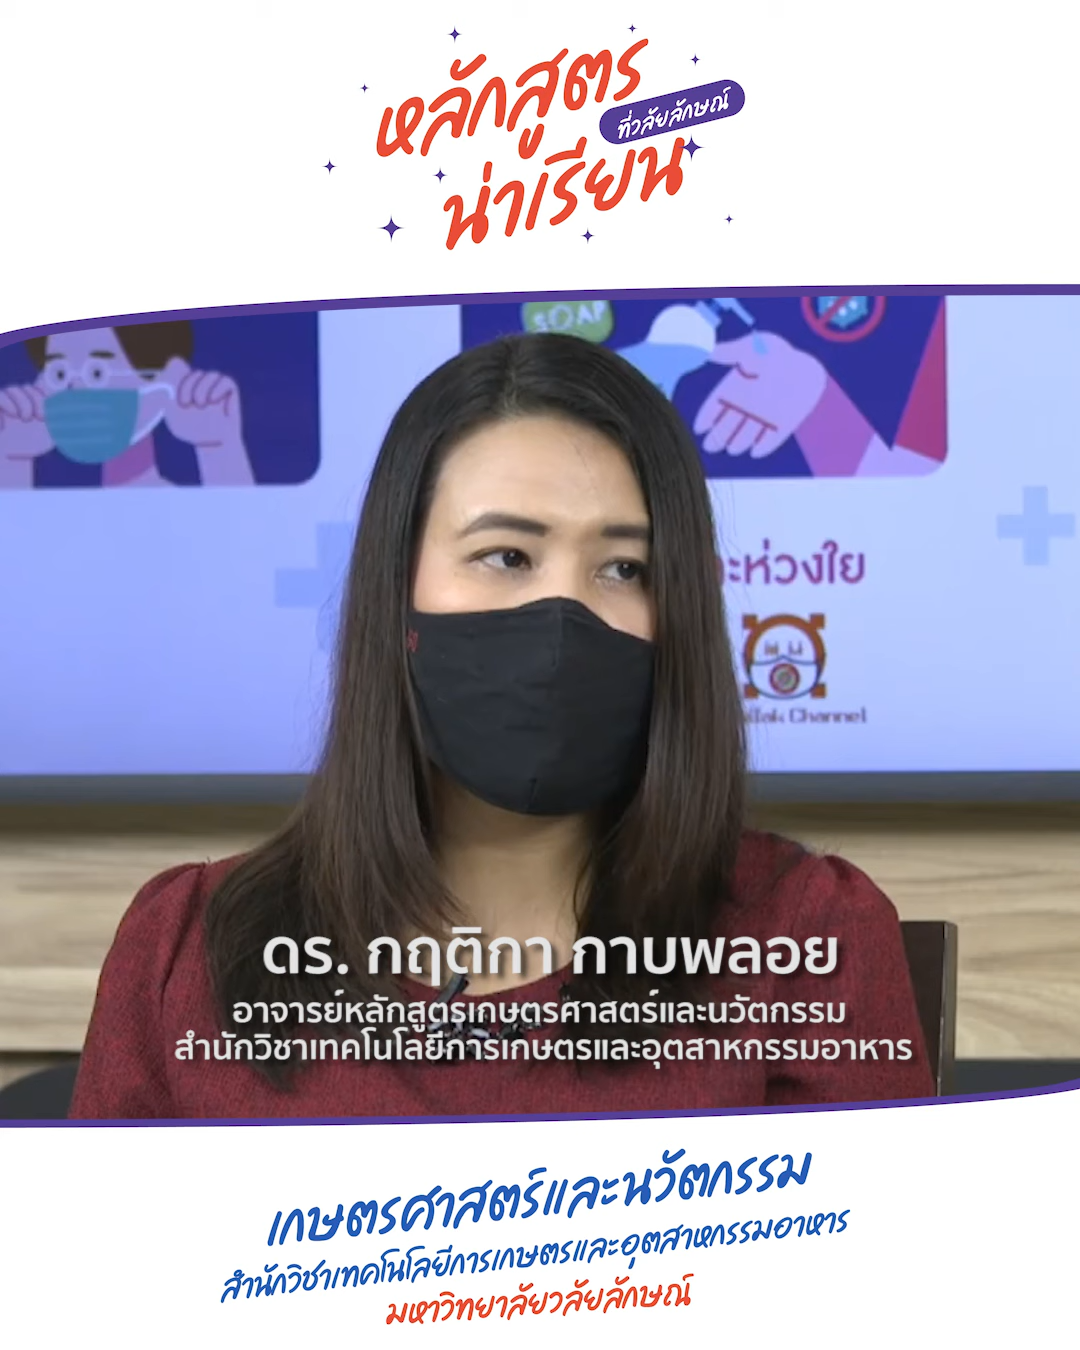 หลักสูตร
ที่วลัยลักษณ์
น่าเรียน
SOAP
ะห่วงใย
Channel
ดร. กฤติกา กาบพลอย
อาจารย์หลักสูตรเกษตรศาสตร์และนวัตกรรม
สำนักวิชาเทคโนโลยีการเกษตรและอุตสาหกรรมอาหาร
เกษตรศาสตร์และนวัตกรรม
สำนักวิชาเทคโนโลยีการเกษตรและอุตสาหกรรมอาหาร
มหาวิทยาลัยวลัยลักษณ์